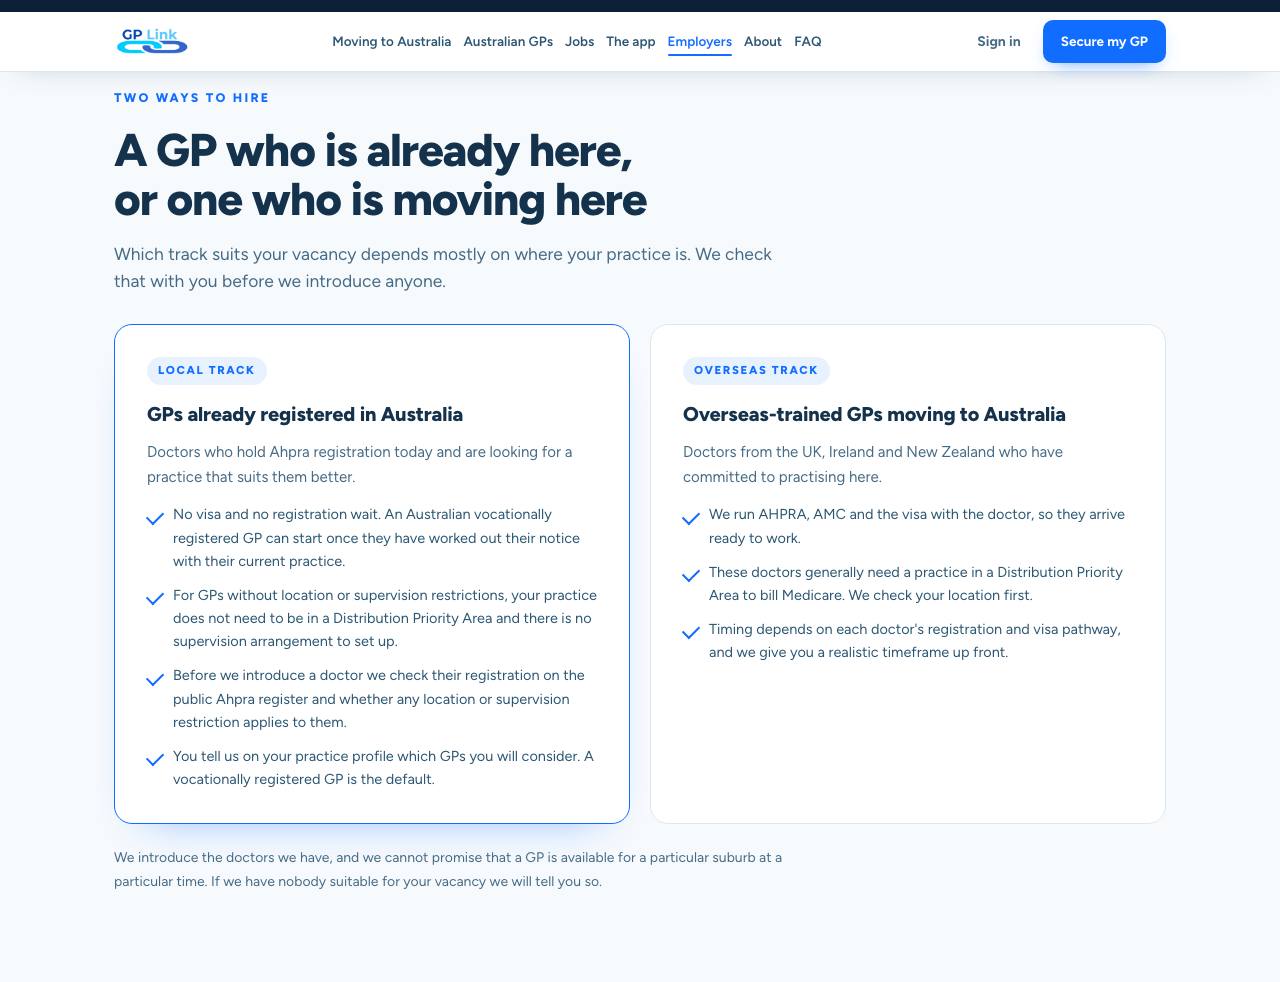 GP Link
Moving to Australia Australian GPs Jobs The app Employers About FAQ Sign in Secure my GP
TWO WAYS TO HIRE
A GP who is already here,
or one who is moving here
Which track suits your vacancy depends mostly on where your practice is. We check
that with you before we introduce anyone.
LOCAL TRACK
GPs already registered in Australia
Doctors who hold Ahpra registration today and are looking for a
practice that suits them better.
No visa and no registration wait. An Australian vocationally
registered GP can start once they have worked out their notice
with their current practice.
For GPs without location or supervision restrictions, your practice
does not need to be in a Distribution Priority Area and there is no
supervision arrangement to set up.
Before we introduce a doctor we check their registration on the
public Ahpra register and whether any location or supervision
restriction applies to them.
You tell us on your practice profile which GPs you will consider. A
vocationally registered GP is the default.
OVERSEAS TRACK
Overseas-trained GPs moving to Australia
Doctors from the UK, Ireland and New Zealand who have
committed to practising here.
We run AHPRA, AMC and the visa with the doctor, so they arrive
ready to work.
These doctors generally need a practice in a Distribution Priority
Area to bill Medicare. We check your location first.
Timing depends on each doctor's registration and visa pathway,
and we give you a realistic timeframe up front.
We introduce the doctors we have, and we cannot promise that a GP is available for a particular suburb at a
particular time. If we have nobody suitable for your vacancy we will tell you so.